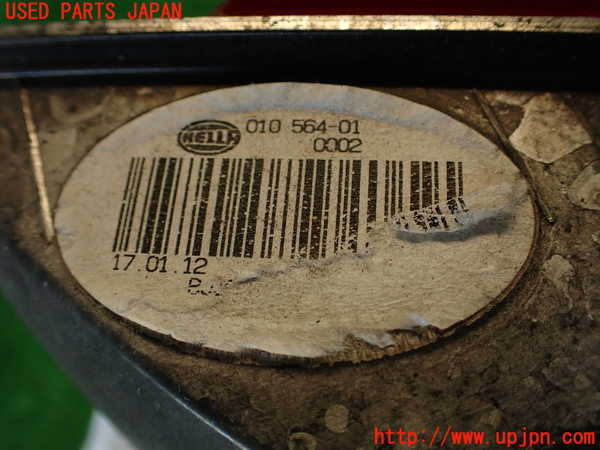 USED PARTS JAPAN
HELLA 010 564-01
0002
17.01.12
http://www.upjpn.com/